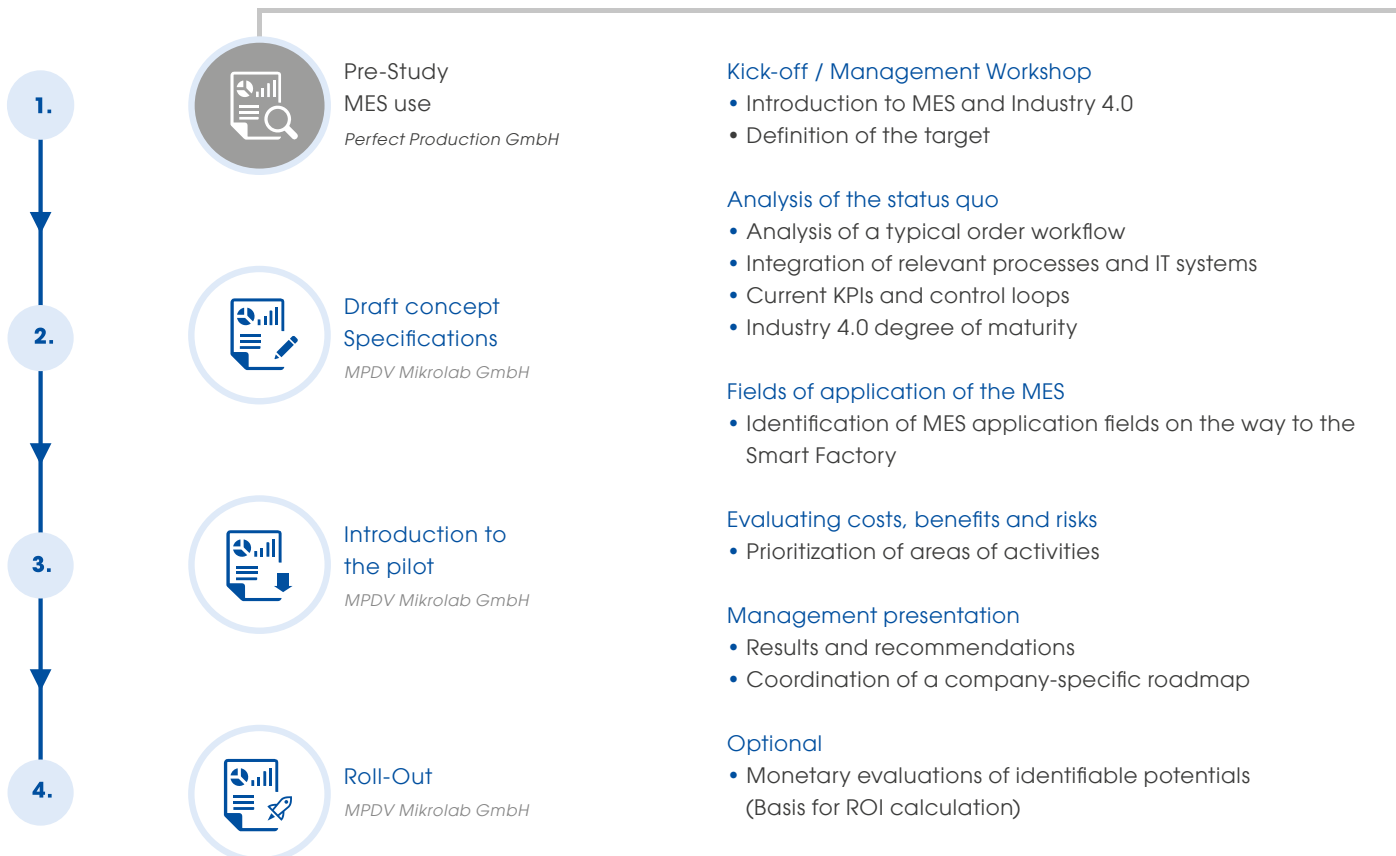 1.
Pre-Study
MES use
Perfect Production GmbH
2.
Draft concept
Specifications
MPDV Mikrolab GmbH
3.
Introduction to
the pilot
MPDV Mikrolab GmbH
4.
Roll-Out
MPDV Mikrolab GmbH
Kick-off / Management Workshop
• Introduction to MES and Industry 4.0
• Definition of the target
Analysis of the status quo
• Analysis of a typical order workflow
• Integration of relevant processes and IT systems
• Current KPIs and control loops
• Industry 4.0 degree of maturity
Fields of application of the MES
• Identification of MES application fields on the way to the
Smart Factory
Evaluating costs, benefits and risks
• Prioritization of areas of activities
Management presentation
• Results and recommendations
• Coordination of a company-specific roadmap
Optional
• Monetary evaluations of identifiable potentials
(Basis for ROI calculation)